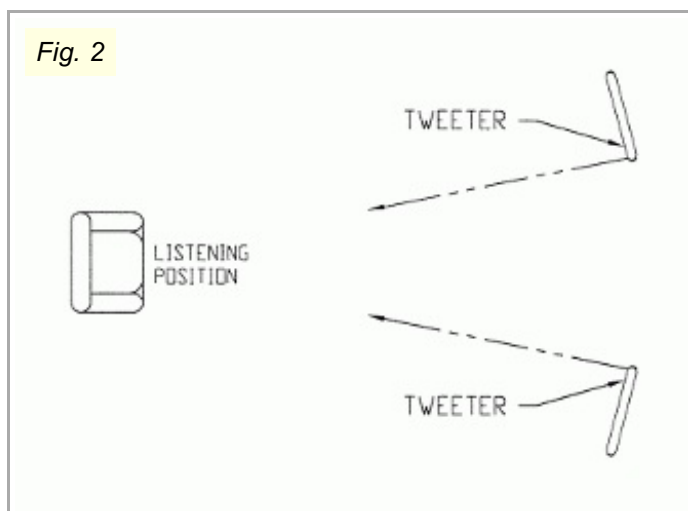 Fig. 2
TWEETER
LISTENING
POSITION
TWEETER